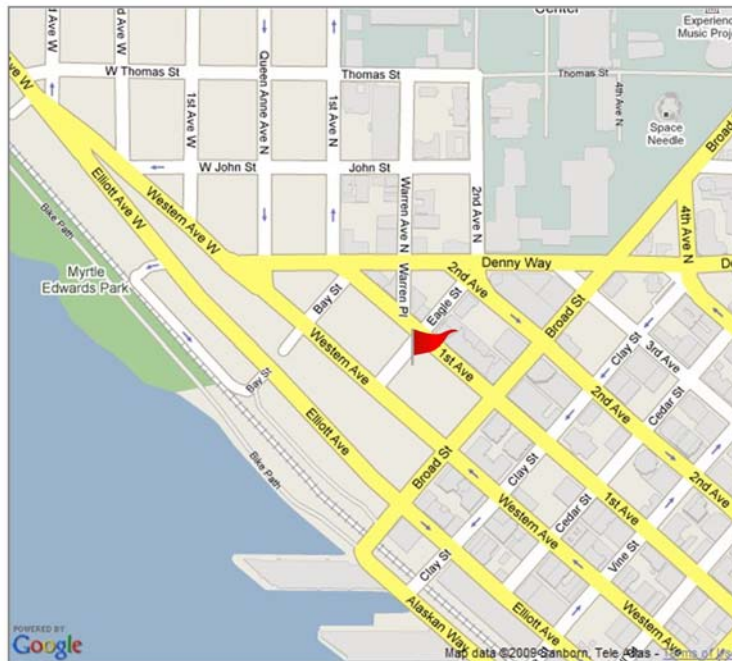 Center
Experience
Music Proj
W Thomas St
Thomas St
Thomas St
Ave W
1st Ave W
Queen Anne Ave N
1st Ave N
4th Ave N
Space
Needle
Broad
W John St
John St
Warren Ave N
2nd Ave N
4th Ave N
Elliott Ave W
Western Ave W
Bike Path
Myrtle
Edwards Park
Denny Way
Warren Pl
2nd Ave
Bay St
Eagle St
Broad St
Clay St
3rd Ave
1st Ave
Western Ave
Bay St
2nd Ave
Cedar St
Elliott Ave
Bike Path
Broad St
Clay St
2nd Ave
Western Ave
Cedar St
1st Ave
Vine St
Clay St
Elliott Ave
Western Ave
Alaskan Way
POWERED BY
Google
Map data ©2009 Sanborn, Tele Atlas - Terms of Us